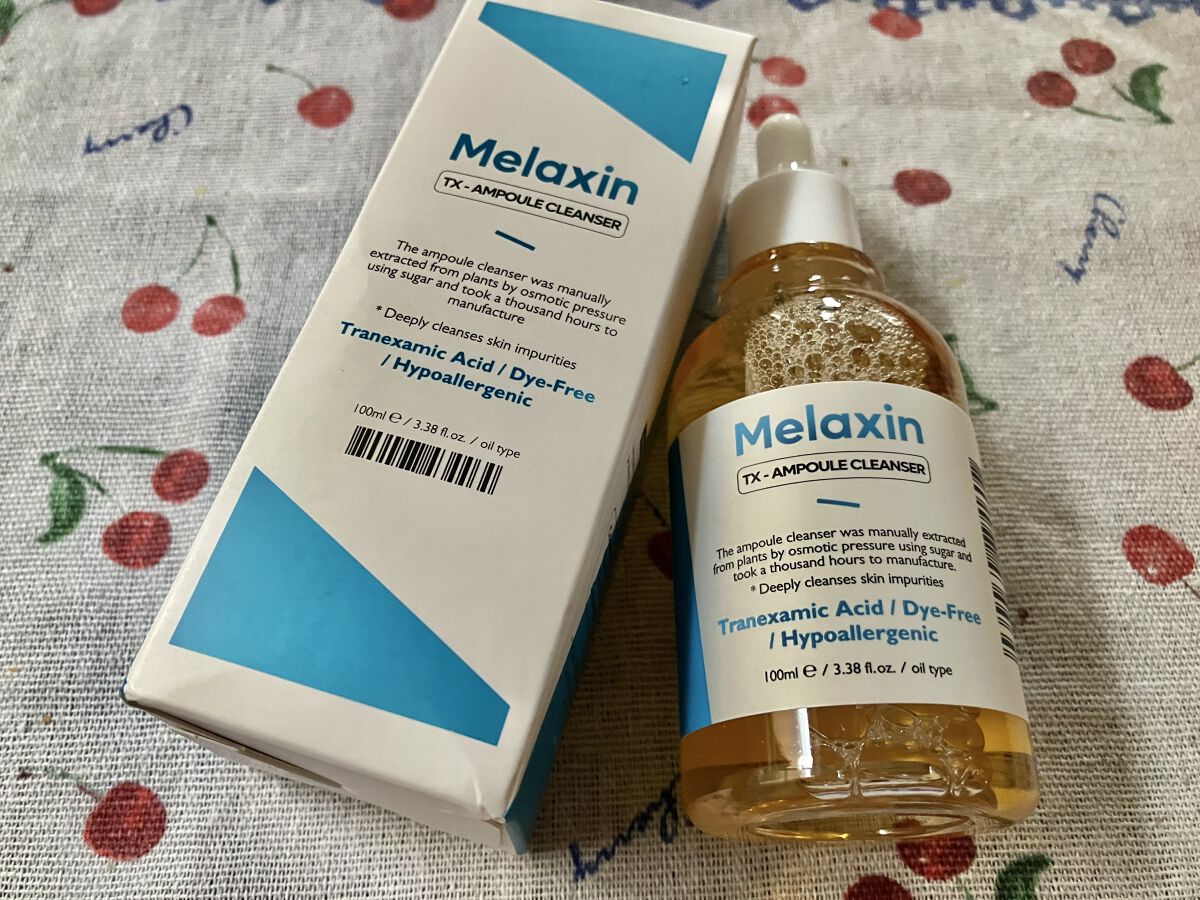 Melaxin
TX - AMPOULE CLEANSER
The ampoule cleanser was manually
extracted from plants by osmotic pressure
using sugar and took a thousand hours to
manufacture
* Deeply cleanses skin impurities
Tranexamic Acid / Dye-Free
/ Hypoallergenic
100ml ℮ / 3.38 fl.oz. / oil type
Melaxin
TX - AMPOULE CLEANSER
The ampoule cleanser was manually extracted
from plants by osmotic pressure using sugar and
took a thousand hours to manufacture.
* Deeply cleanses skin impurities
Tranexamic Acid / Dye-Free
/ Hypoallergenic
100ml ℮ / 3.38 fl.oz. / oil type
Cherry
Cherry
Cherry